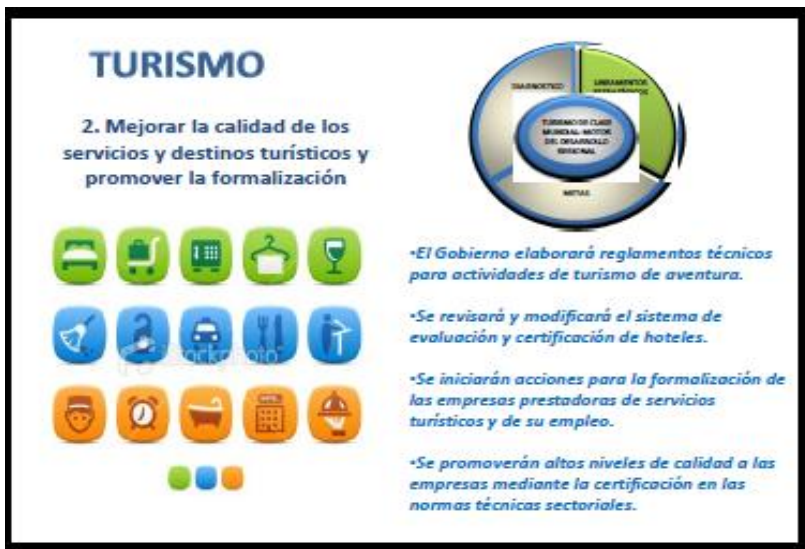 TURISMO
2. Mejorar la calidad de los
servicios y destinos turísticos y
promover la formalización
DIAGNOSTICO
LINEAMIENTOS
ESTRATÉGICOS
TURISMO DE CLASE
MUNDIAL: MOTOR
DEL DESARROLLO
REGIONAL
METAS
•El Gobierno elaborará reglamentos técnicos
para actividades de turismo de aventura.
•Se revisará y modificará el sistema de
evaluación y certificación de hoteles.
•Se iniciarán acciones para la formalización de
las empresas prestadoras de servicios
turísticos y de su empleo.
•Se promoverán altos niveles de calidad a las
empresas mediante la certificación en las
normas técnicas sectoriales.
iStockphoto